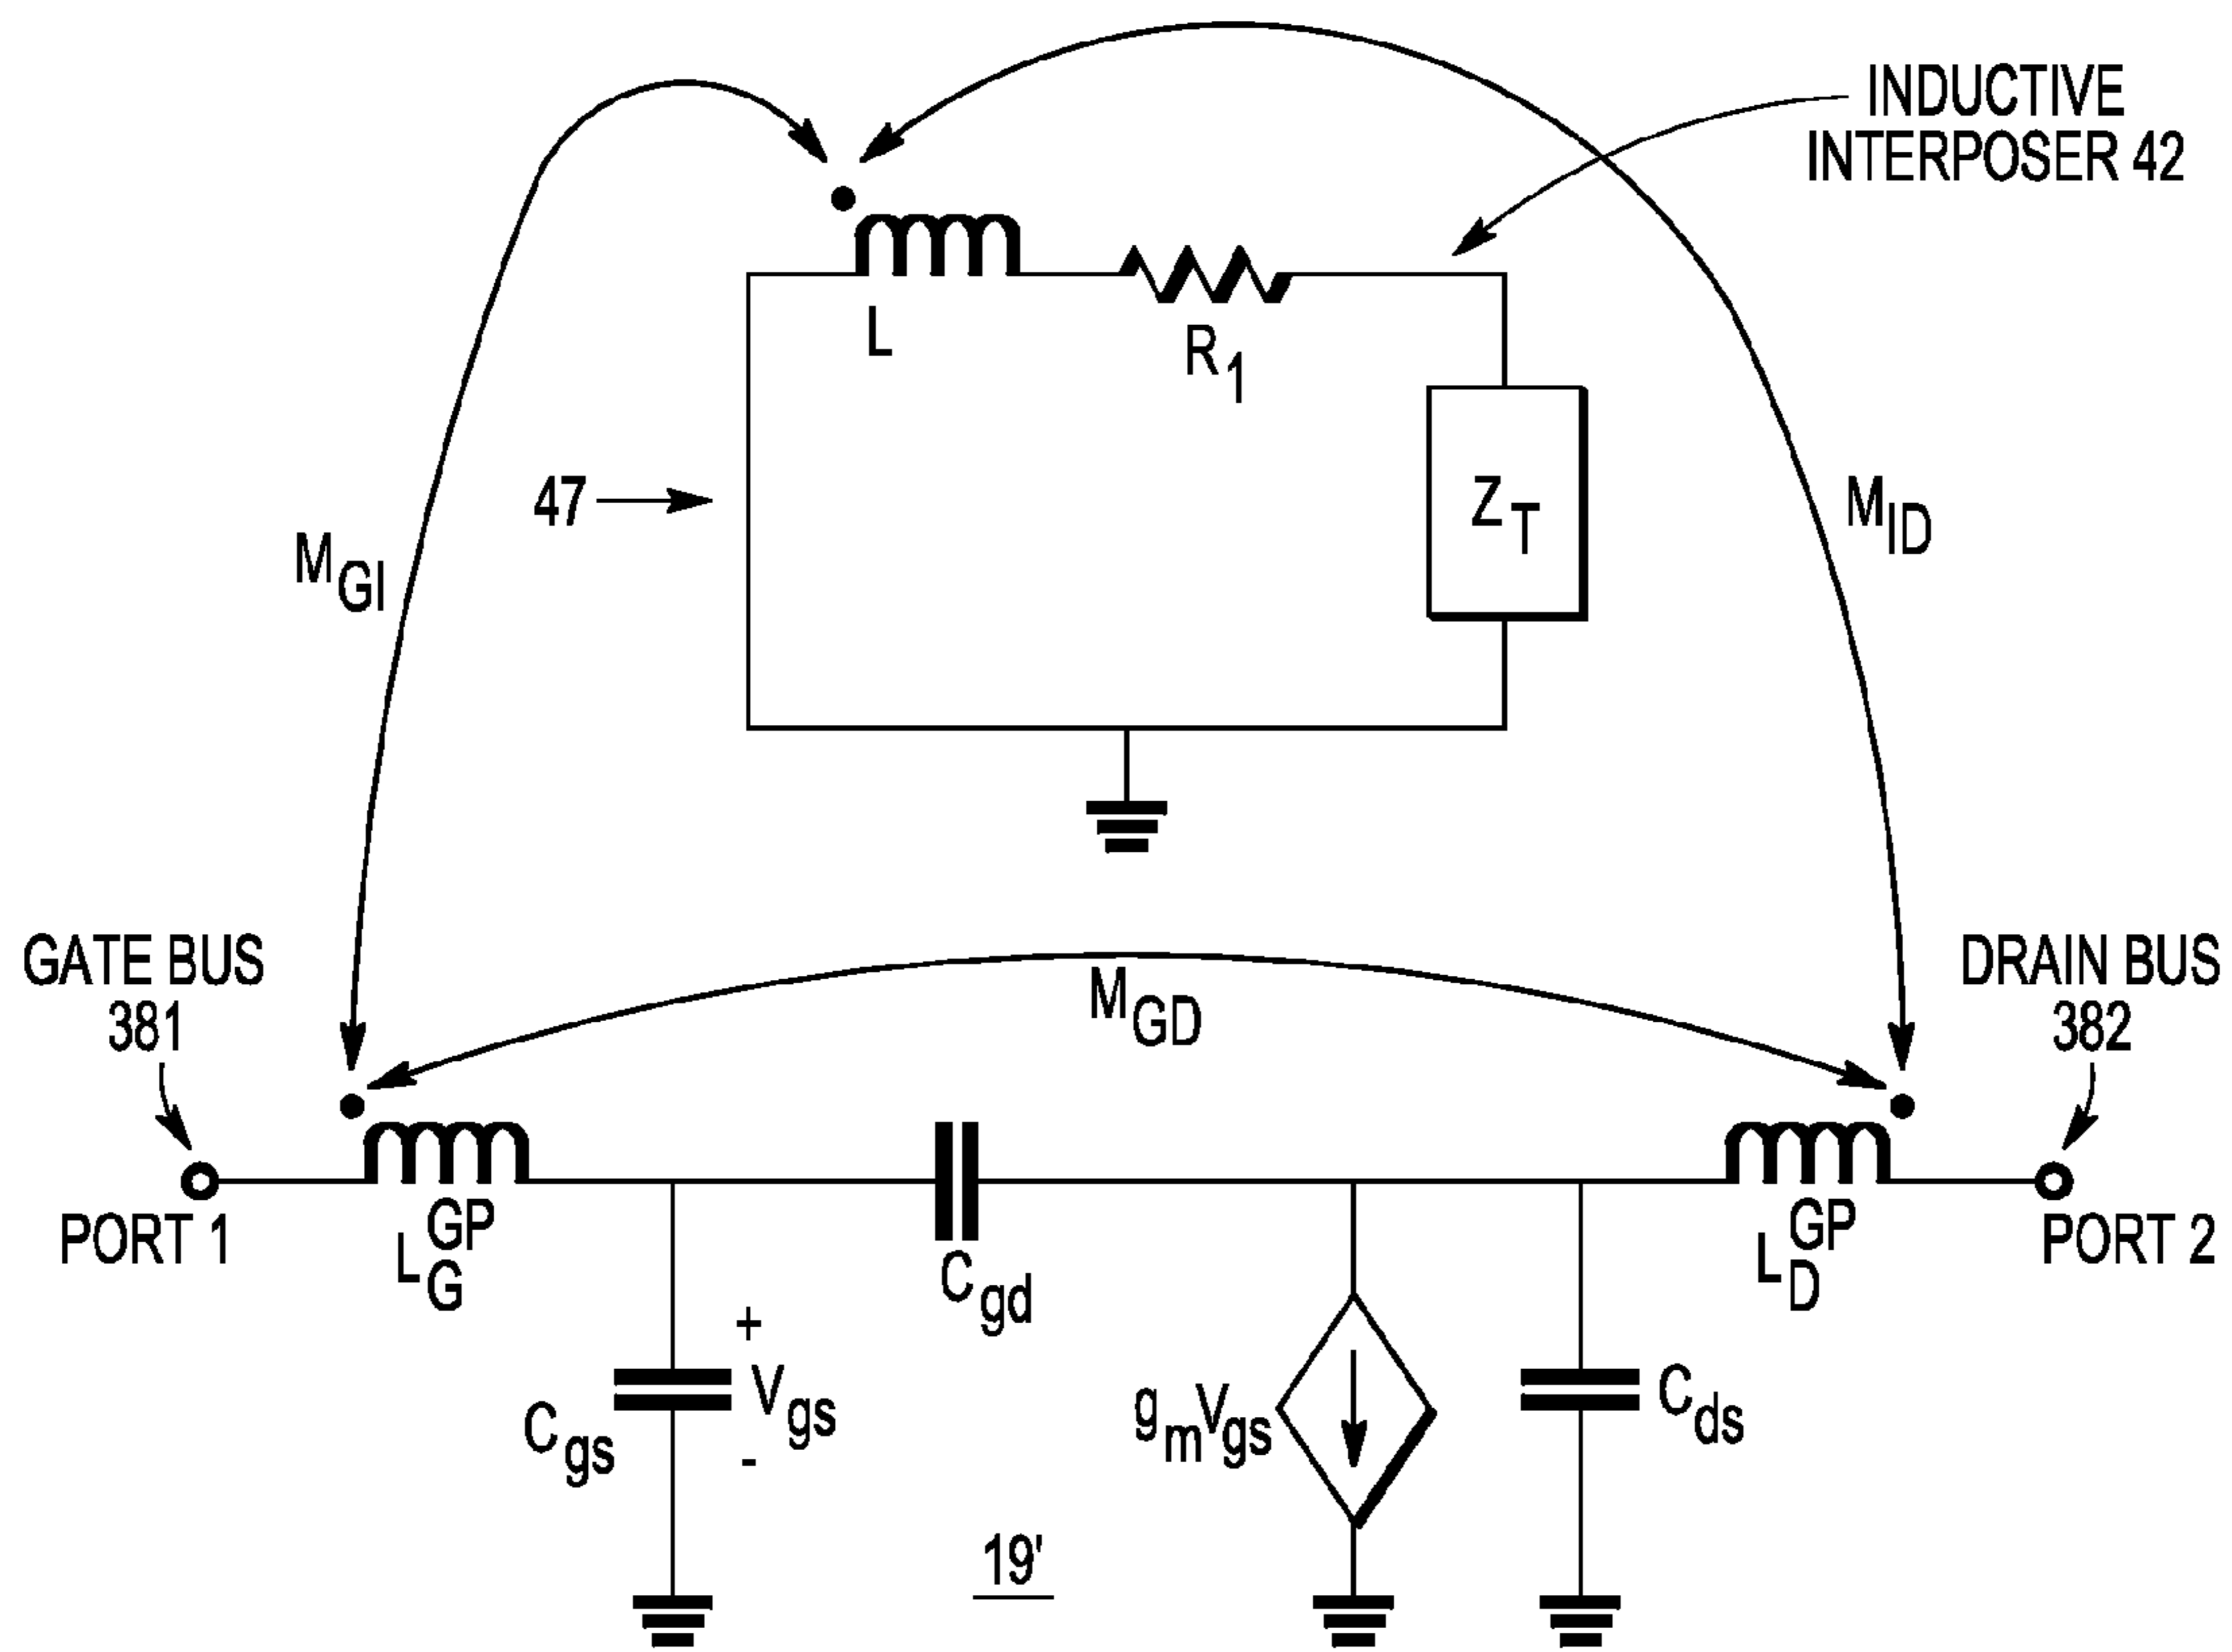 INDUCTIVE
INTERPOSER 42
L
R1
47
ZT
MGI
MID
GATE BUS
381
MGD
DRAIN BUS
382
PORT 1
LGGP
Cgd
LDGP
PORT 2
+
Vgs
-
Cgs
gmVgs
Cds
19'